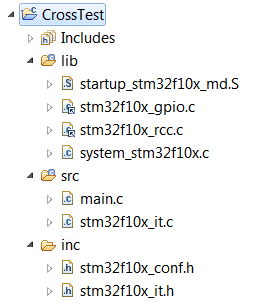 CrossTest
Includes
lib
startup_stm32f10x_md.S
stm32f10x_gpio.c
stm32f10x_rcc.c
system_stm32f10x.c
src
main.c
stm32f10x_it.c
inc
stm32f10x_conf.h
stm32f10x_it.h